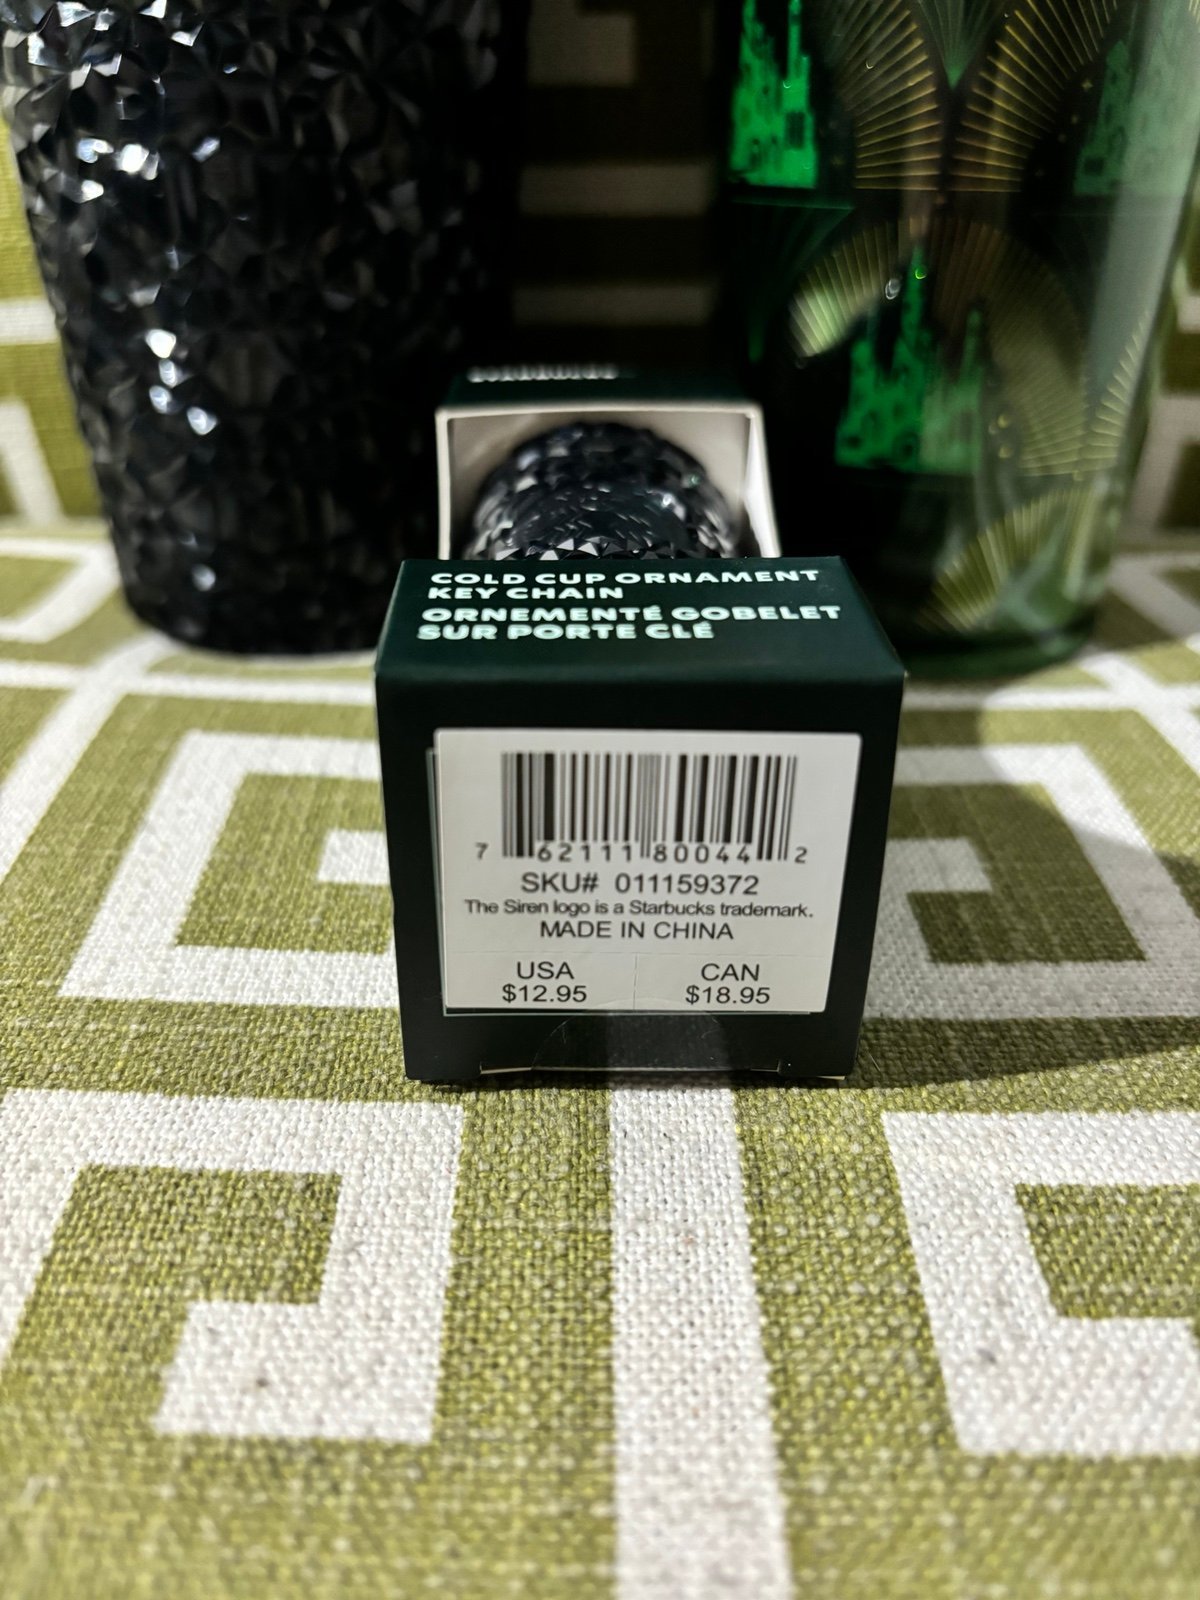 COLD CUP ORNAMENT
KEY CHAIN
ORNEMENTÉ GOBELET
SUR PORTE CLÉ
7 62111 80044 2
SKU# 011159372
The Siren logo is a Starbucks trademark.
MADE IN CHINA
USA CAN
$12.95 $18.95